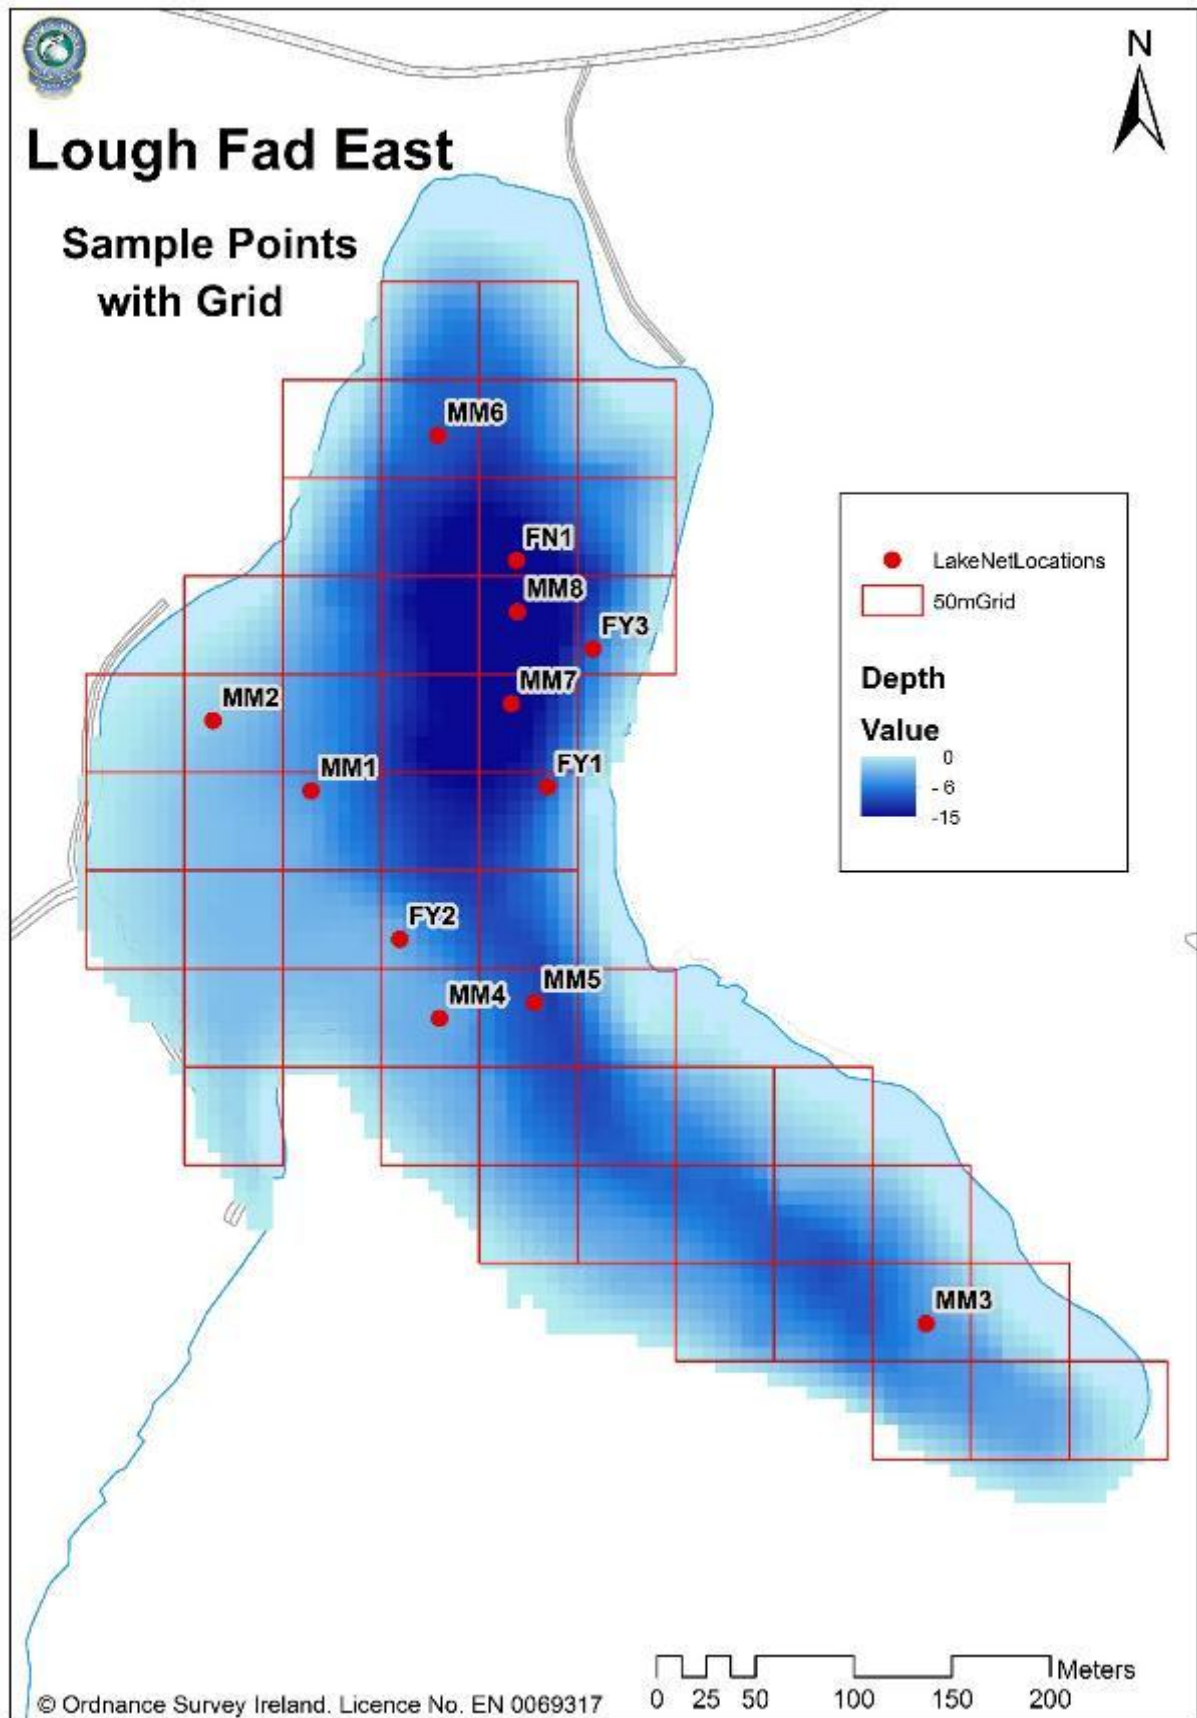 N
Lough Fad East
Sample Points
with Grid
MM6
FN1
MM8
FY3
MM7
MM2
MM1
FY1
FY2
MM5
MM4
MM3
LakeNetLocations
50mGrid
Depth
Value
0
- 6
-15
Meters
0 25 50 100 150 200
© Ordnance Survey Ireland. Licence No. EN 0069317